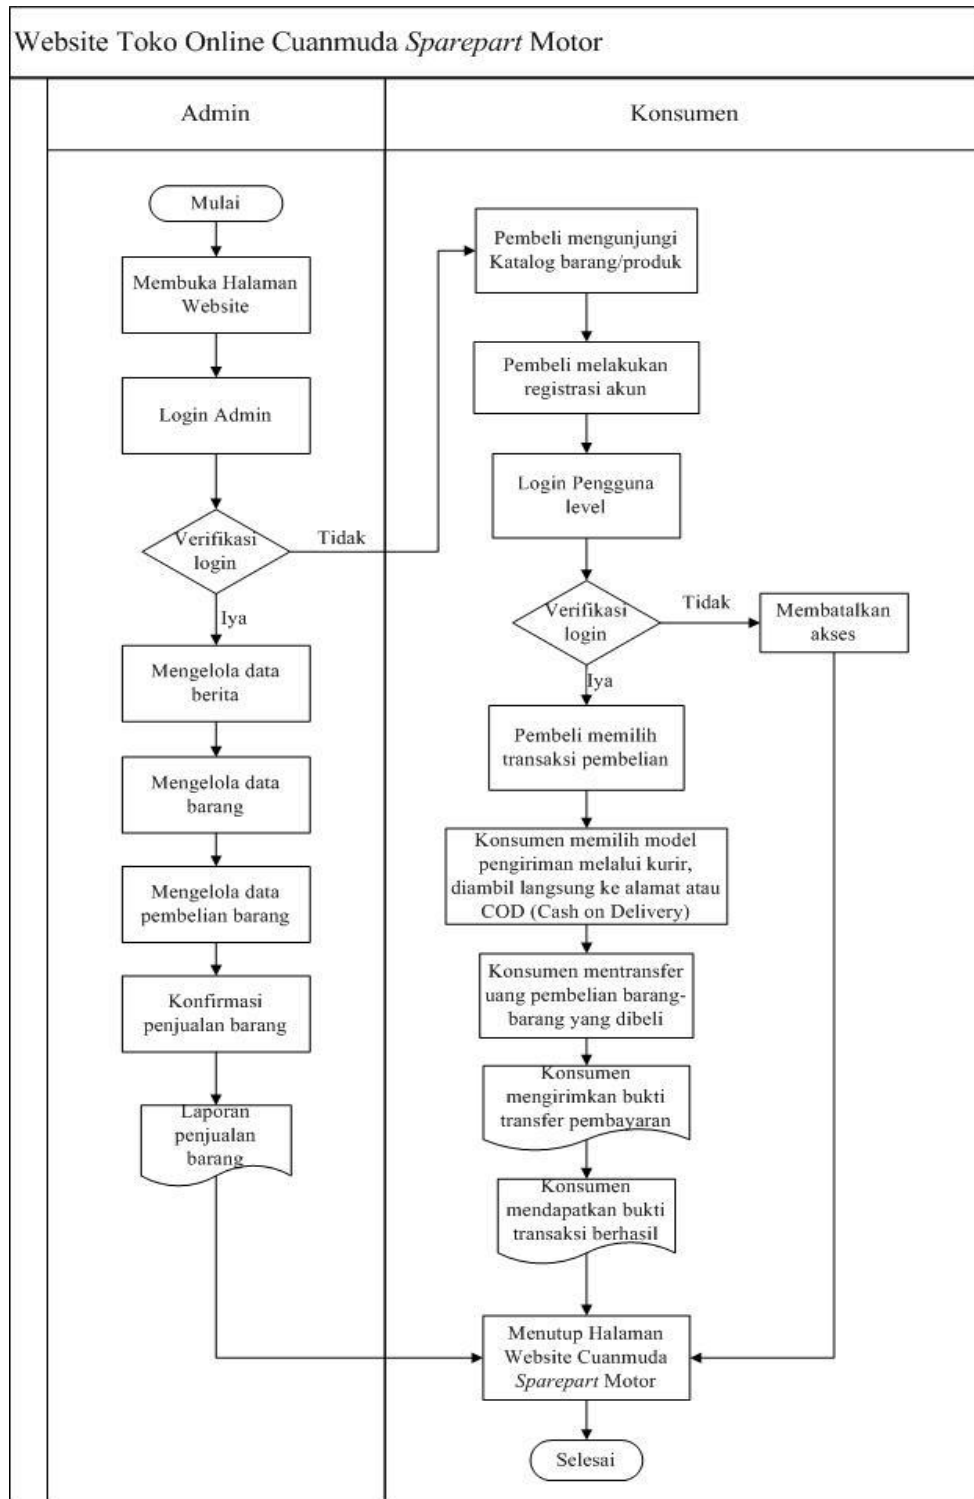 Website Toko Online Cuanmuda Sparepart Motor
Admin
Konsumen
Mulai
Membuka Halaman
Website
Login Admin
Verifikasi
login
Tidak
Iya
Mengelola data
berita
Mengelola data
barang
Mengelola data
pembelian barang
Konfirmasi
penjualan barang
Laporan
penjualan
barang
Pembeli mengunjungi
Katalog barang/produk
Pembeli melakukan
registrasi akun
Login Pengguna
level
Verifikasi
login
Tidak
Membatalkan
akses
Iya
Pembeli memilih
transaksi pembelian
Konsumen memilih model
pengiriman melalui kurir,
diambil langsung ke alamat atau
COD (Cash on Delivery)
Konsumen mentransfer
uang pembelian barang-
barang yang dibeli
Konsumen
mengirimkan bukti
transfer pembayaran
Konsumen
mendapatkan bukti
transaksi berhasil
Menutup Halaman
Website Cuanmuda
Sparepart Motor
Selesai